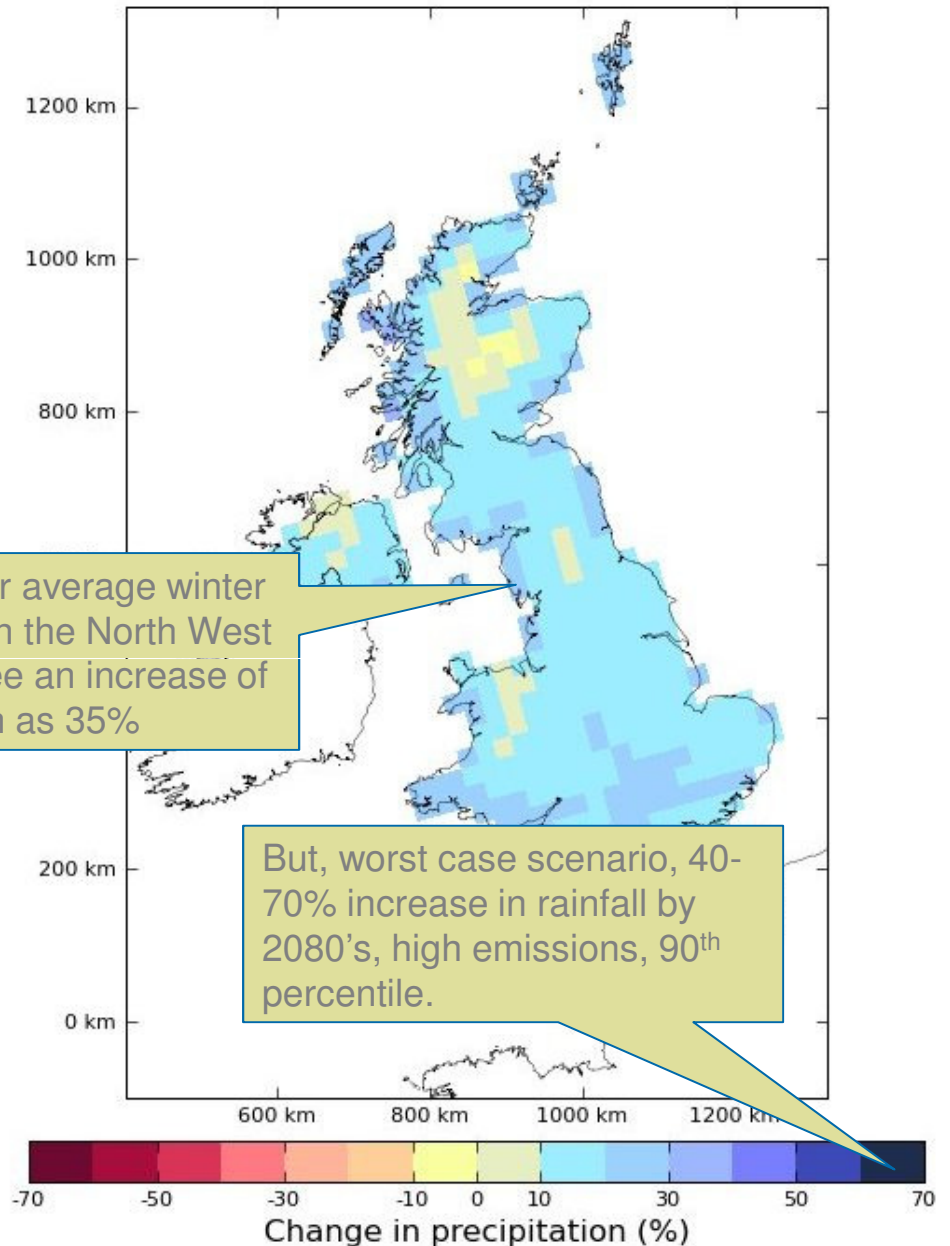 1200 km
1000 km
800 km
average winter
the North West
an increase of
as 35%
But, worst case scenario, 40-
70% increase in rainfall by
2080's, high emissions, 90th
percentile.
200 km
0 km
600 km 800 km 1000 km 1200 km
-70 -50 -30 -10 0 10 30 50 70
Change in precipitation (%)